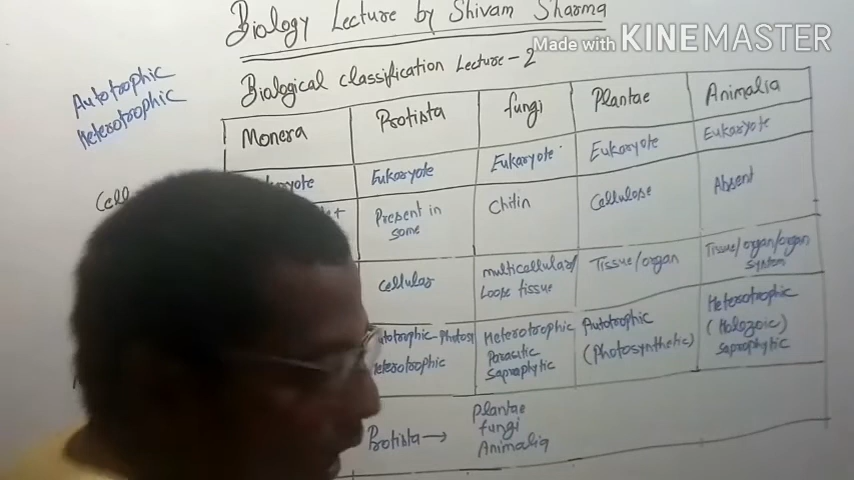 Biology Lecture by Shivam Sharma
Made with KINEMASTER
Biological classification Lecture-2
Autotrophic
Heterotrophic
Monera Protista fungi Plantae Animalia
Eukaryote Eukaryote Eukaryote Eukaryote
Cell
Present in Chitin Cellulose Absent
some
cellular multicellular/ Tissue/organ Tissue/organ/organ
Loose tissue system
Heterotrophic Autotrophic Heterotrophic
Parasitic (Photosynthetic) (Holozoic)
Saprophytic Saprophytic
Protista → Plantae
fungi
Animalia